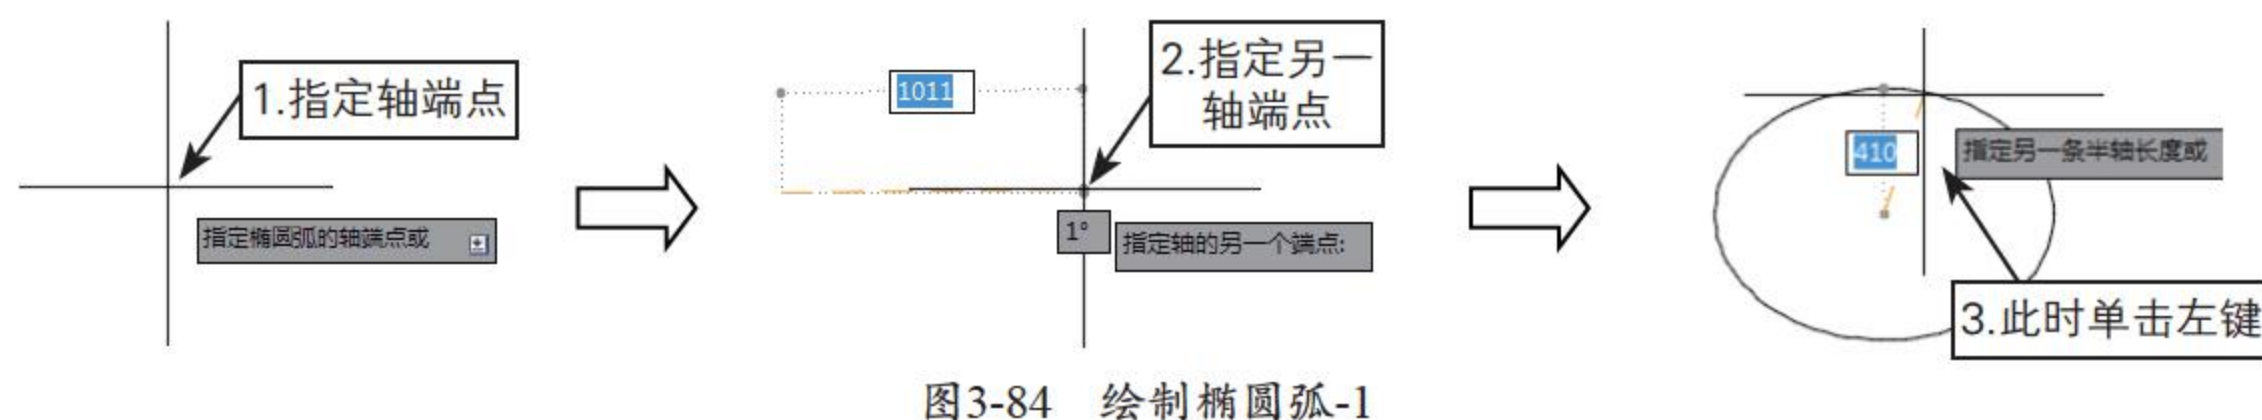 1.指定轴端点
指定椭圆弧的轴端点或
1011
2.指定另一
轴端点
1°
指定轴的另一个端点:
410
指定另一条半轴长度或
3.此时单击左键
图3-84 绘制椭圆弧-1